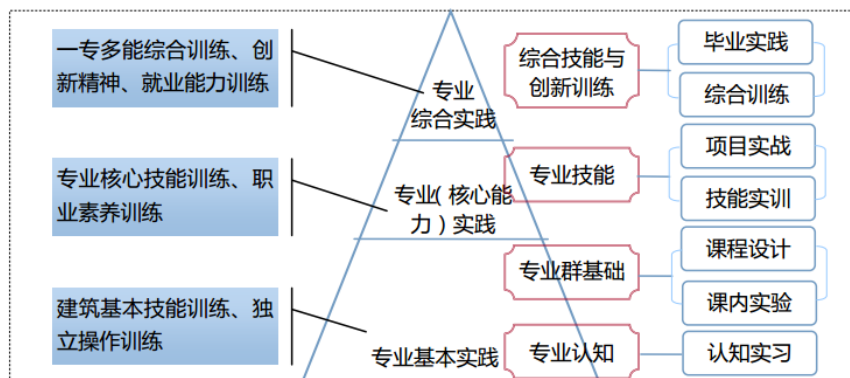 一专多能综合训练、创
新精神、就业能力训练
专业
综合实践
综合技能与
创新训练
毕业实践
综合训练
专业核心技能训练、职
业素养训练
专业(核心能
力)实践
专业技能
项目实战
技能实训
专业群基础
课程设计
课内实验
建筑基本技能训练、独
立操作训练
专业基本实践
专业认知
认知实习